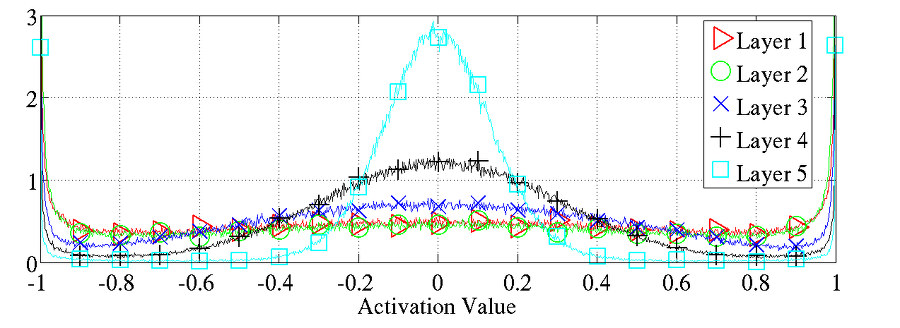 3
2
1
0
-1 -0.8 -0.6 -0.4 -0.2 0 0.2 0.4 0.6 0.8 1
Activation Value
Layer 1
Layer 2
Layer 3
Layer 4
Layer 5